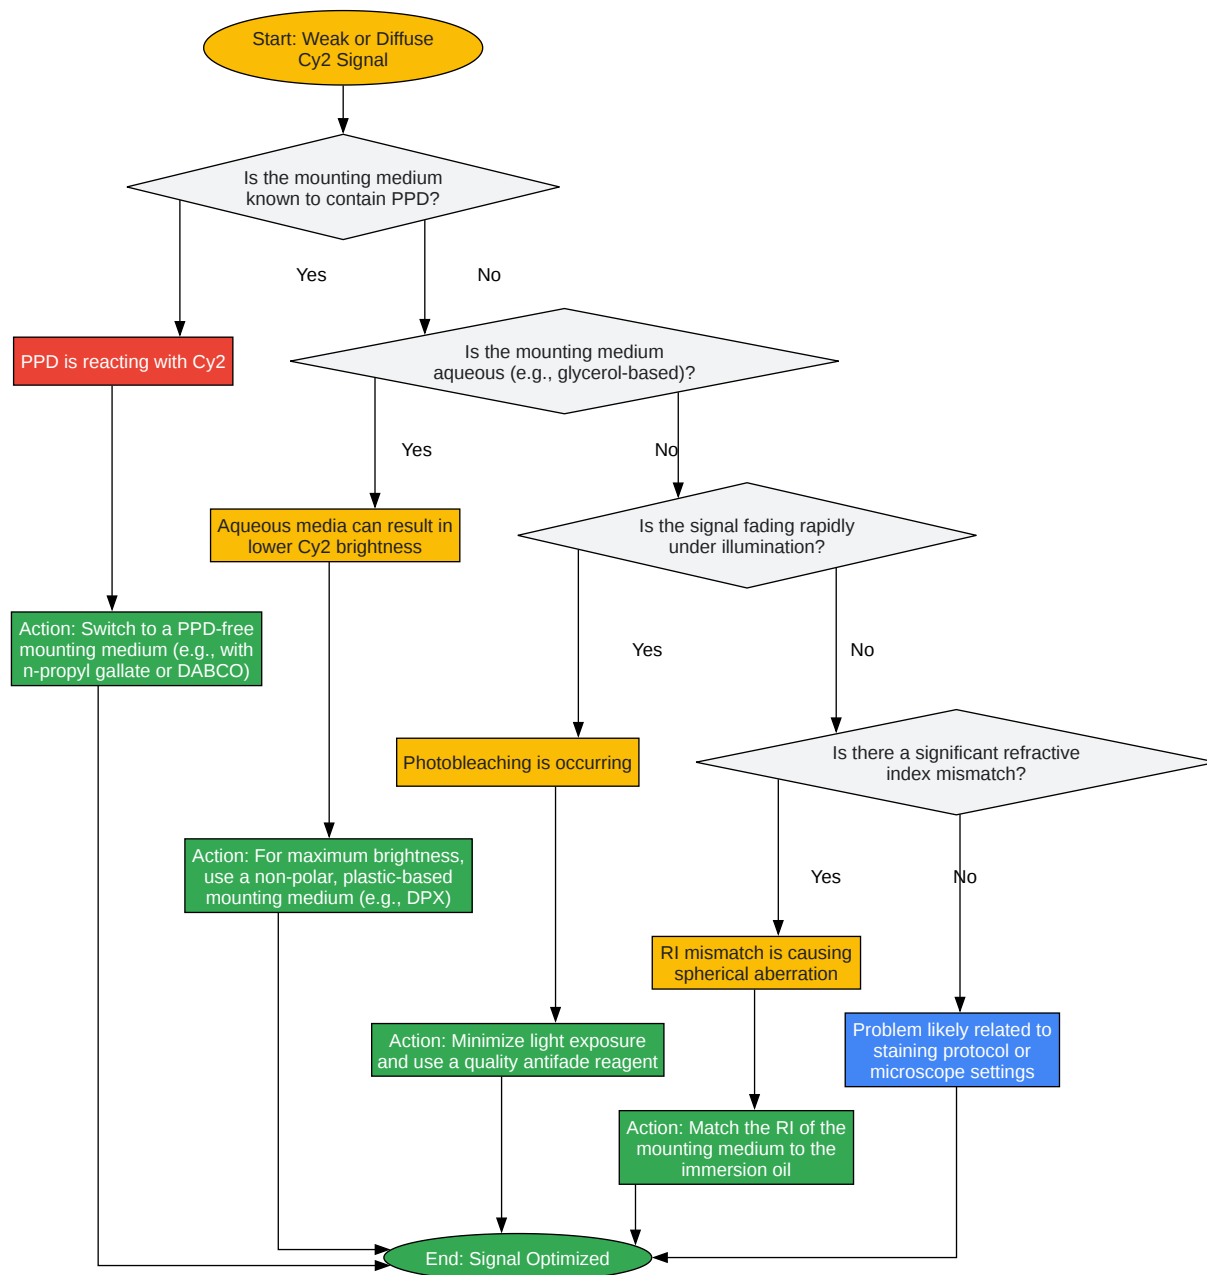 Start: Weak or Diffuse
Cy2 Signal
Is the mounting medium
known to contain PPD?
Yes
No
PPD is reacting with Cy2
Is the mounting medium
aqueous (e.g., glycerol-based)?
Yes
No
Aqueous media can result in
lower Cy2 brightness
Is the signal fading rapidly
under illumination?
Action: Switch to a PPD-free
mounting medium (e.g., with
n-propyl gallate or DABCO)
Yes
No
Photobleaching is occurring
Is there a significant refractive
index mismatch?
Action: For maximum brightness,
use a non-polar, plastic-based
mounting medium (e.g., DPX)
Yes
No
RI mismatch is causing
spherical aberration
Action: Minimize light exposure
and use a quality antifade reagent
Problem likely related to
staining protocol or
microscope settings
Action: Match the RI of the
mounting medium to the
immersion oil
End: Signal Optimized